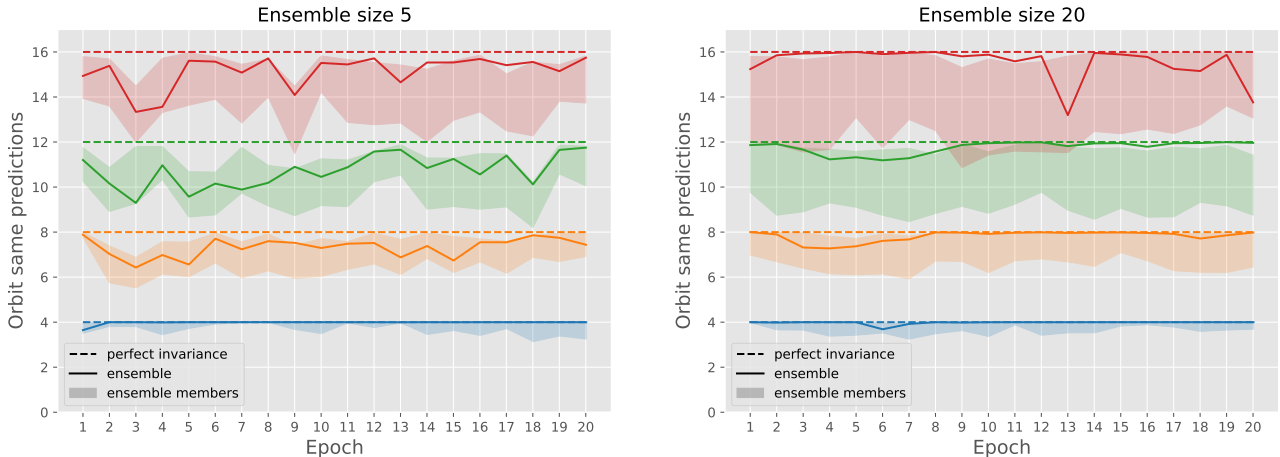 Ensemble size 5
Orbit same predictions
16
14
12
10
8
6
4
2
0
perfect invariance
ensemble
ensemble members
1 2 3 4 5 6 7 8 9 10 11 12 13 14 15 16 17 18 19 20
Epoch
Ensemble size 20
Orbit same predictions
16
14
12
10
8
6
4
2
0
perfect invariance
ensemble
ensemble members
1 2 3 4 5 6 7 8 9 10 11 12 13 14 15 16 17 18 19 20
Epoch